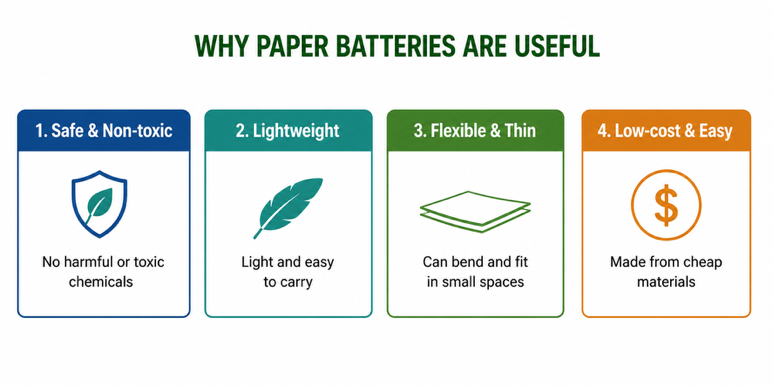 WHY PAPER BATTERIES ARE USEFUL
1. Safe & Non-toxic
No harmful or toxic
chemicals
2. Lightweight
Light and easy
to carry
3. Flexible & Thin
Can bend and fit
in small spaces
4. Low-cost & Easy
$
Made from cheap
materials